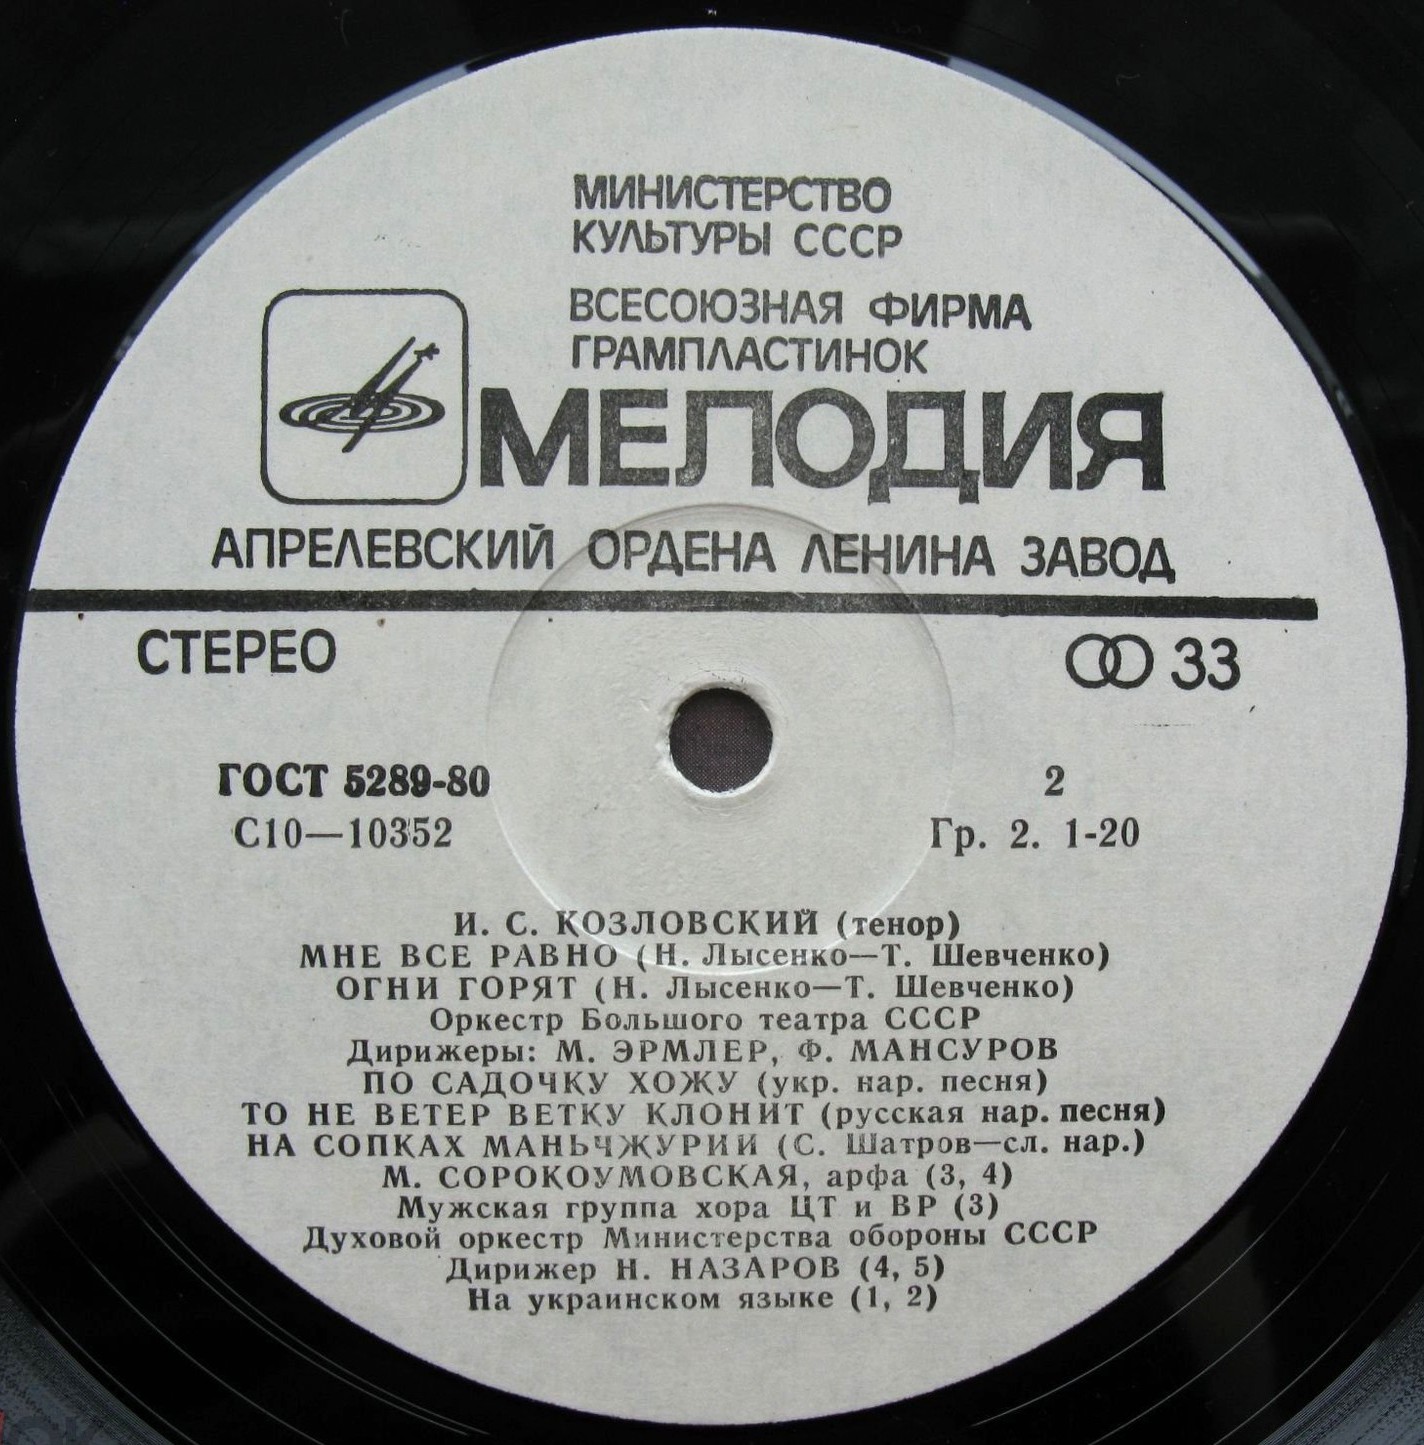 МИНИСТЕРСТВО
КУЛЬТУРЫ СССР
ВСЕСОЮЗНАЯ ФИРМА
ГРАМПЛАСТИНОК
МЕЛОДИЯ
АПРЕЛЕВСКИЙ ОРДЕНА ЛЕНИНА ЗАВОД
СТЕРЕО 33
ГОСТ 5289-80 2
С10—10352 Гр. 2. 1-20
И. С. КОЗЛОВСКИЙ (тенор)
МНЕ ВСЕ РАВНО (Н. Лысенко—Т. Шевченко)
ОГНИ ГОРЯТ (Н. Лысенко—Т. Шевченко)
Оркестр Большого театра СССР
Дирижеры: М. ЭРМЛЕР, Ф. МАНСУРОВ
ПО САДОЧКУ ХОЖУ (укр. нар. песня)
ТО НЕ ВЕТЕР ВЕТКУ КЛОНИТ (русская нар. песня)
НА СОПКАХ МАНЬЧЖУРИИ (С. Шатров—сл. нар.)
М. СОРОКОУМОВСКАЯ, арфа (3, 4)
Мужская группа хора ЦТ и ВР (3)
Духовой оркестр Министерства обороны СССР
Дирижер Н. НАЗАРОВ (4, 5)
На украинском языке (1, 2)